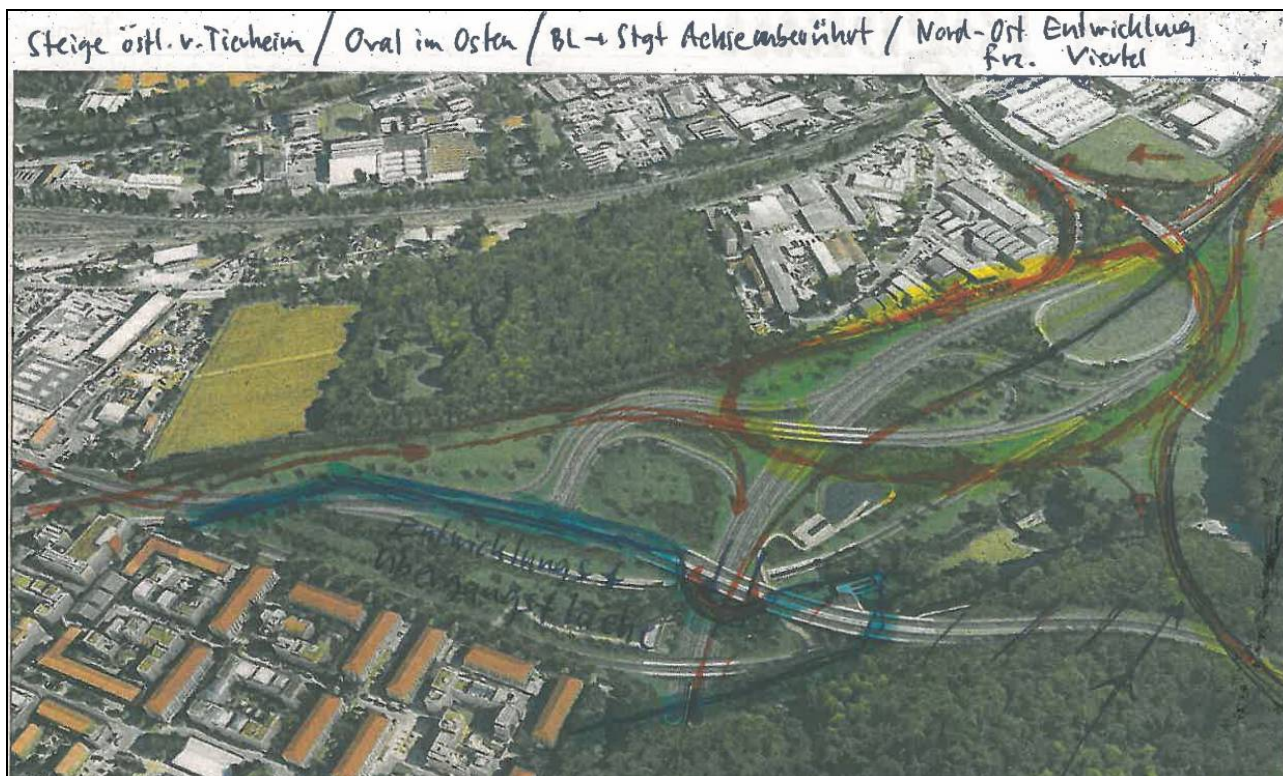 Steige östl. v. Tierheim / Oval im Osten / BL → Stgt Achse unberührt / Nord-Ost Entwicklung
frz. Viertel
Entwicklungs +
Übergangsfläche